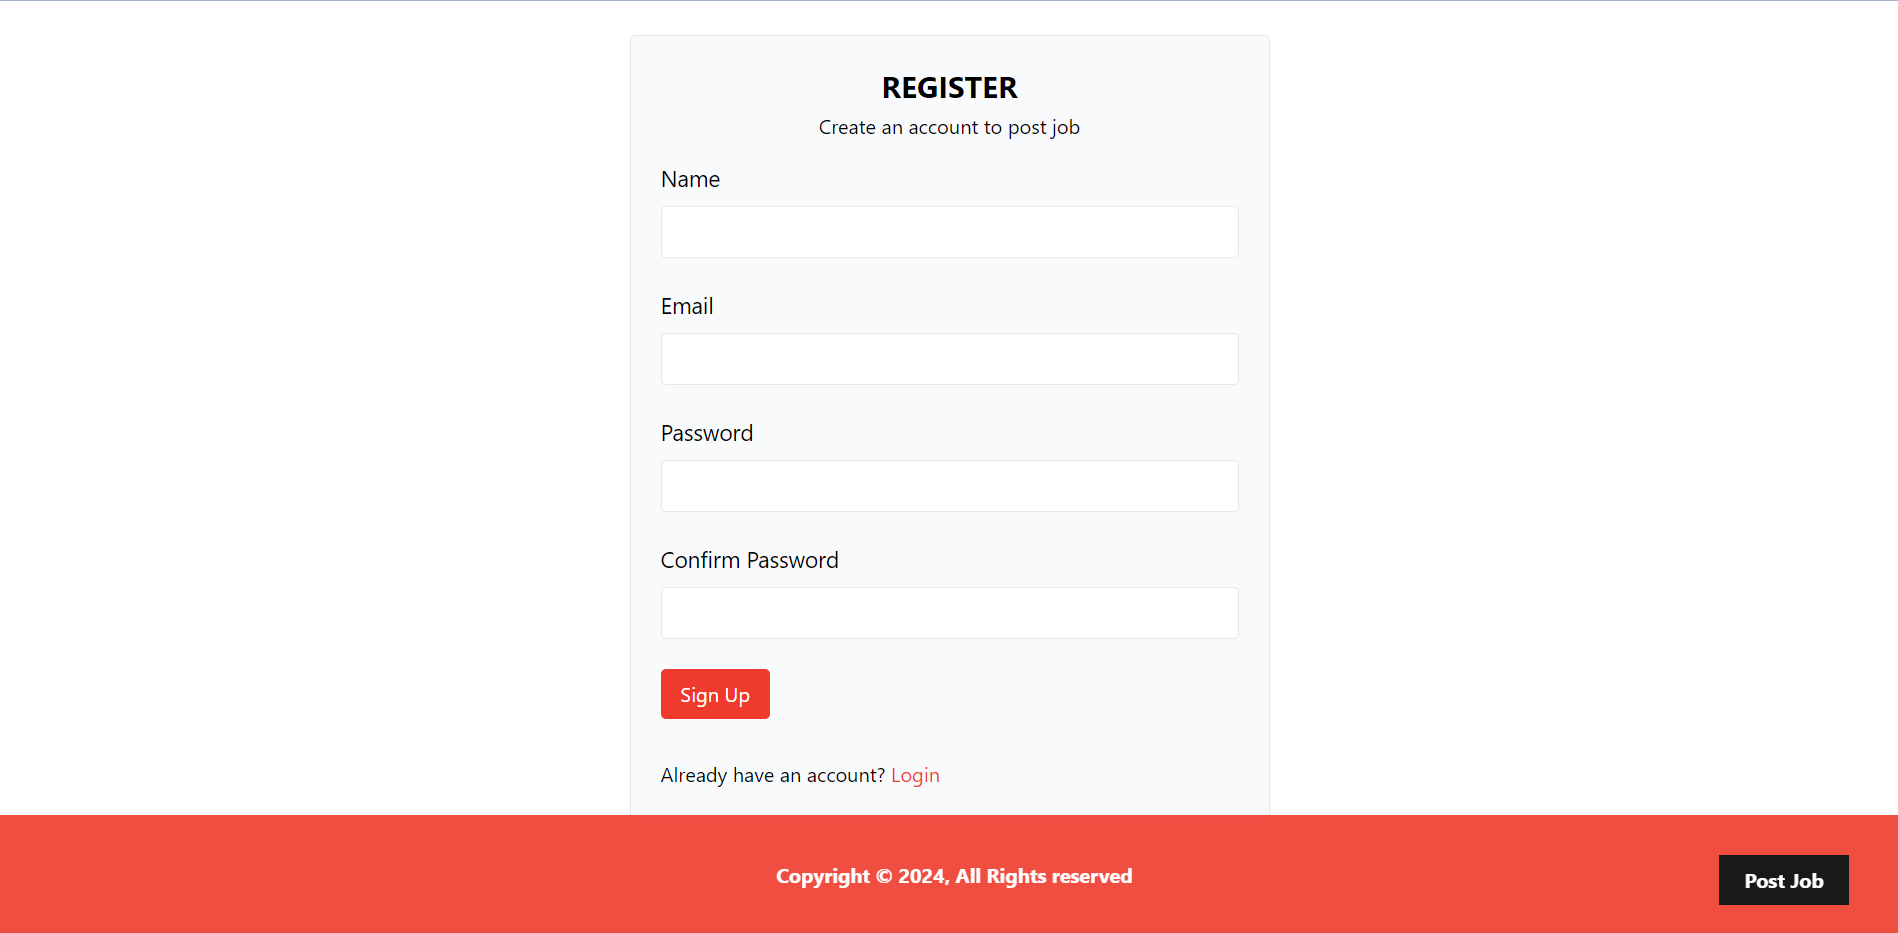 REGISTER
Create an account to post job
Name
Email
Password
Confirm Password
Sign Up
Already have an account? Login
Copyright © 2024, All Rights reserved
Post Job